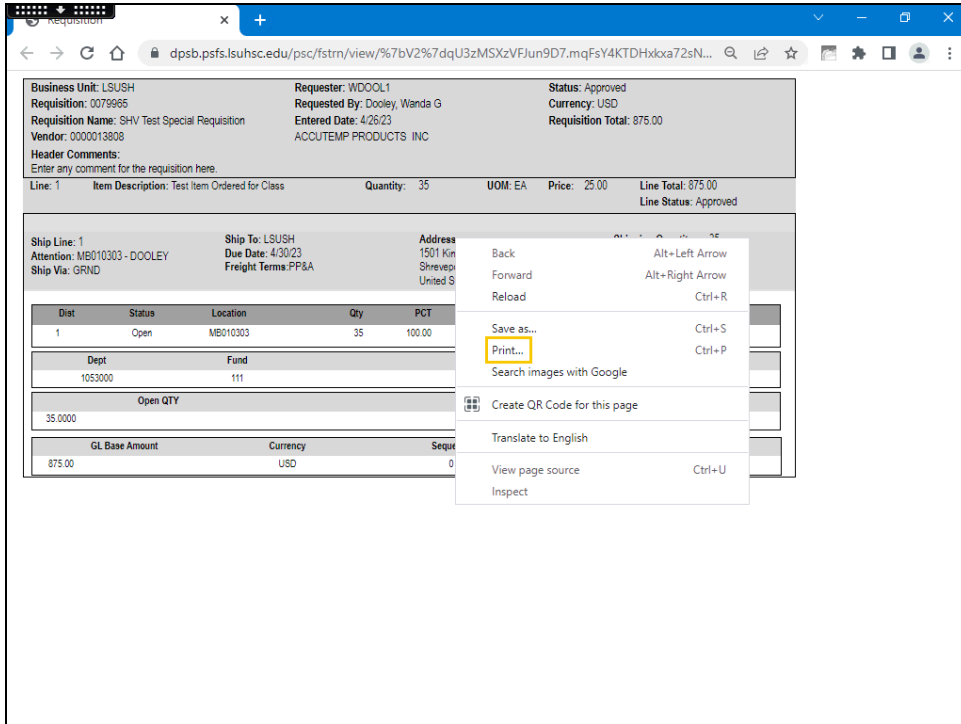 Requisition
dpsb.psfs.lsuhsc.edu/psc/fstrn/view/%7bV2%7dqU3zMSXzVFJun9D7.mqFsY4KTDHxkxa72sN...
Business Unit: LSUSH Requester: WDOOL1 Status: Approved
Requisition: 0079965 Requested By: Dooley, Wanda G Currency: USD
Requisition Name: SHV Test Special Requisition Entered Date: 4/26/23 Requisition Total: 875.00
Vendor: 0000013808 ACCUTEMP PRODUCTS INC
Header Comments:
Enter any comment for the requisition here.
Line: 1 Item Description: Test Item Ordered for Class Quantity: 35 UOM: EA Price: 25.00 Line Total: 875.00
Line Status: Approved
Ship Line: 1 Ship To: LSUSH Address
Attention: MB010303 - DOOLEY Due Date: 4/30/23 1501 Kin
Ship Via: GRND Freight Terms:PP&A Shrevep
United S
Back Alt+Left Arrow
Forward Alt+Right Arrow
Reload Ctrl+R
Save as... Ctrl+S
Print... Ctrl+P
Search images with Google
Create QR Code for this page
Translate to English
View page source Ctrl+U
Inspect
Dist Status Location Qty PCT
1 Open MB010303 35 100.00
Dept Fund
1053000 111
Open QTY
35.0000
GL Base Amount Currency Seque
875.00 USD 0